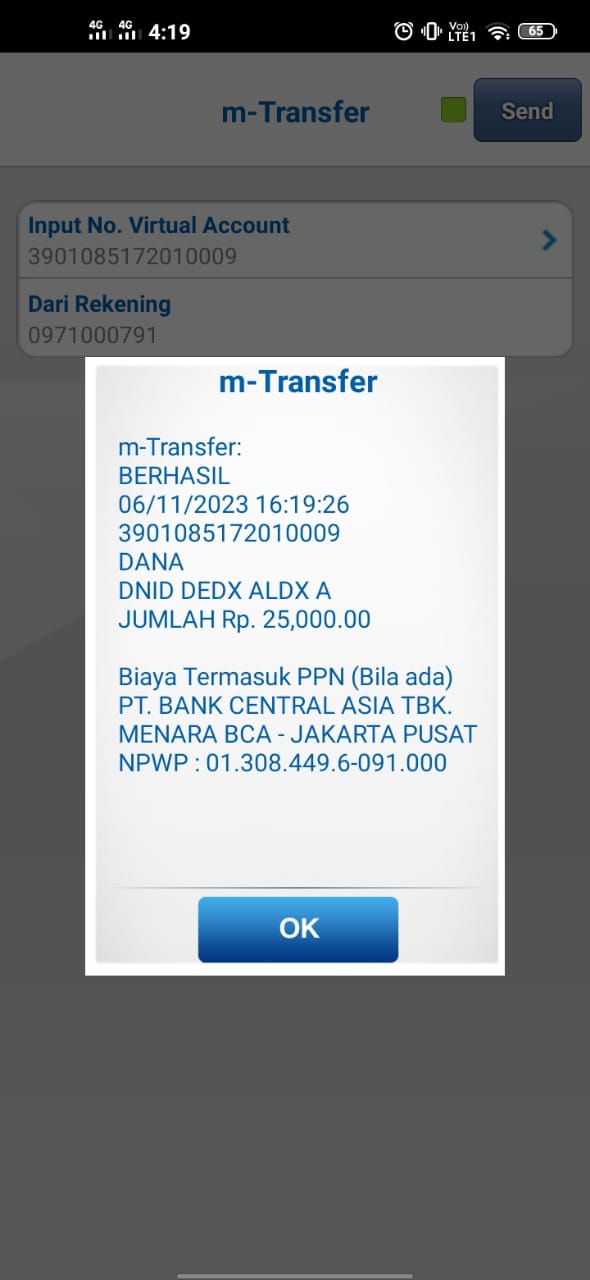 4G 4G 4:19 Vo)) LTE1 65
m-Transfer Send
Input No. Virtual Account
3901085172010009
Dari Rekening
0971000791
m-Transfer
m-Transfer:
BERHASIL
06/11/2023 16:19:26
3901085172010009
DANA
DNID DEDX ALDX A
JUMLAH Rp. 25,000.00
Biaya Termasuk PPN (Bila ada)
PT. BANK CENTRAL ASIA TBK.
MENARA BCA - JAKARTA PUSAT
NPWP : 01.308.449.6-091.000
OK